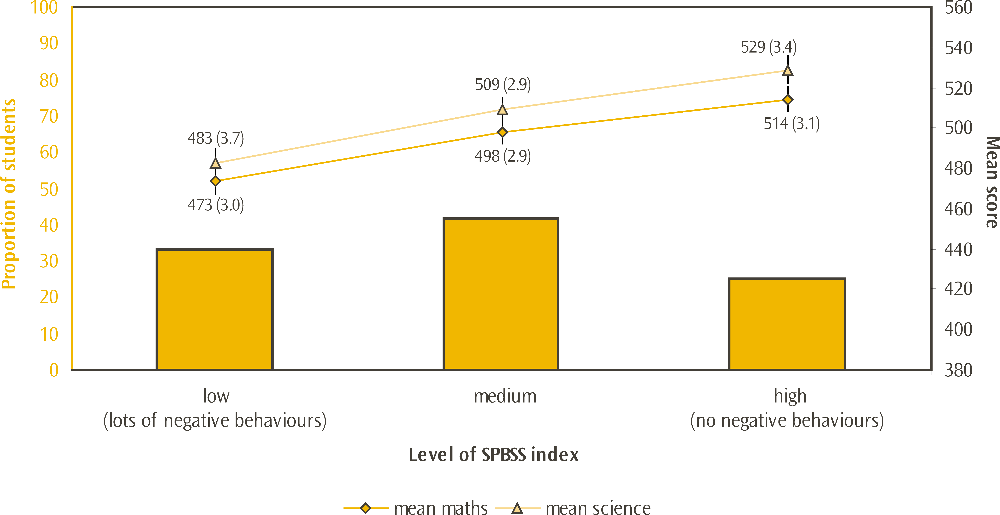 Proportion of students
100
90
80
70
60
50
40
30
20
10
0
483 (3.7)
473 (3.0)
509 (2.9)
498 (2.9)
529 (3.4)
514 (3.1)
560
540
520
500
480
460
440
420
400
380
Mean score
low
(lots of negative behaviours)
medium
high
(no negative behaviours)
Level of SPBSS index
mean maths
mean science